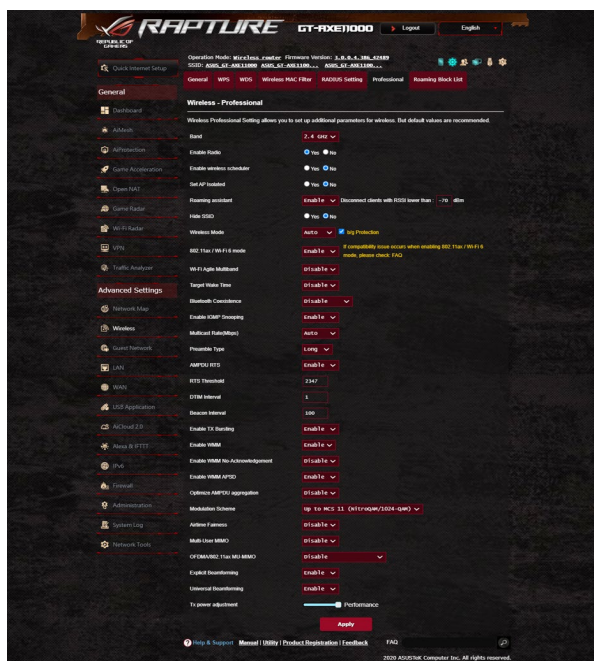 REPUBLIC OF GAMERS
RAPTURE
GT-AXE11000
Logout
English
Quick Internet Setup
Operation Mode: Wireless router Firmware Version: 3.0.0.4.386_42489
SSID: ASUS_GT-AXE11000 ASUS_GT-AXE1100... ASUS_GT-AXE1100...
General WPS WDS Wireless MAC Filter RADIUS Setting Professional Roaming Block List
General
Dashboard
AiMesh
AiProtection
Game Acceleration
Open NAT
Game Radar
Wi-Fi Radar
VPN
Traffic Analyzer
Advanced Settings
Network Map
Wireless
Guest Network
LAN
WAN
USB Application
AiCloud 2.0
Alexa & IFTTT
IPv6
Firewall
Administration
System Log
Network Tools
Wireless - Professional
Wireless Professional Setting allows you to set up additional parameters for wireless. But default values are recommended.
Band 2.4 GHz
Enable Radio Yes No
Enable wireless scheduler Yes No
Set AP Isolated Yes No
Roaming assistant Enable Disconnect clients with RSSI lower than : -70 dBm
Hide SSID Yes No
Wireless Mode Auto b/g Protection
802.11ax / Wi-Fi 6 mode Enable If compatibility issue occurs when enabling 802.11ax / Wi-Fi 6
mode, please check: FAQ
Wi-Fi Agile Multiband Disable
Target Wake Time Disable
Bluetooth Coexistence Disable
Enable IGMP Snooping Enable
Multicast Rate(Mbps) Auto
Preamble Type Long
AMPDU RTS Enable
RTS Threshold 2347
DTIM Interval 1
Beacon Interval 100
Enable TX Bursting Enable
Enable WMM Enable
Enable WMM No-Acknowledgement Disable
Enable WMM APSD Enable
Optimize AMPDU aggregation Disable
Modulation Scheme Up to MCS 11 (NitroQAM/1024-QAM)
Airtime Fairness Disable
Multi-User MIMO Disable
OFDMA/802.11ax MU-MIMO Disable
Explicit Beamforming Enable
Universal Beamforming Enable
Tx power adjustment Performance
Apply
Help & Support Manual | Utility | Product Registration | Feedback FAQ
2020 ASUSTeK Computer Inc. All rights reserved.